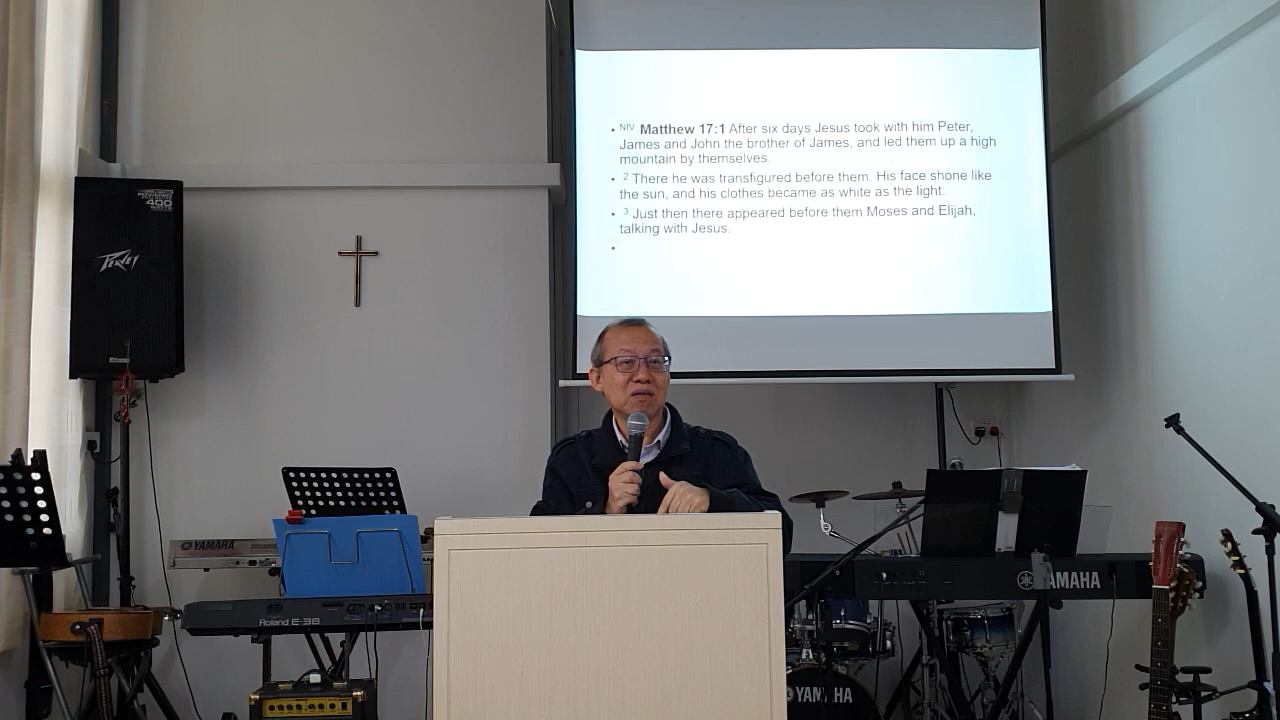 • NIV Matthew 17:1 After six days Jesus took with him Peter,
James and John the brother of James, and led them up a high
mountain by themselves.
• 2 There he was transfigured before them. His face shone like
the sun, and his clothes became as white as the light.
• 3 Just then there appeared before them Moses and Elijah,
talking with Jesus.
•
POWERED
400
PEAVEY
YAMAHA
Roland E-38
YAMAHA
YAMAHA